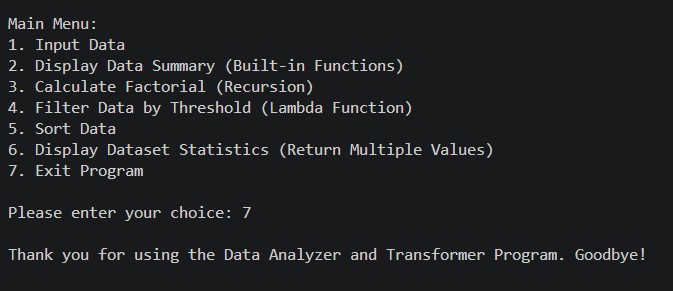 Main Menu:
1. Input Data
2. Display Data Summary (Built-in Functions)
3. Calculate Factorial (Recursion)
4. Filter Data by Threshold (Lambda Function)
5. Sort Data
6. Display Dataset Statistics (Return Multiple Values)
7. Exit Program
Please enter your choice: 7
Thank you for using the Data Analyzer and Transformer Program. Goodbye!